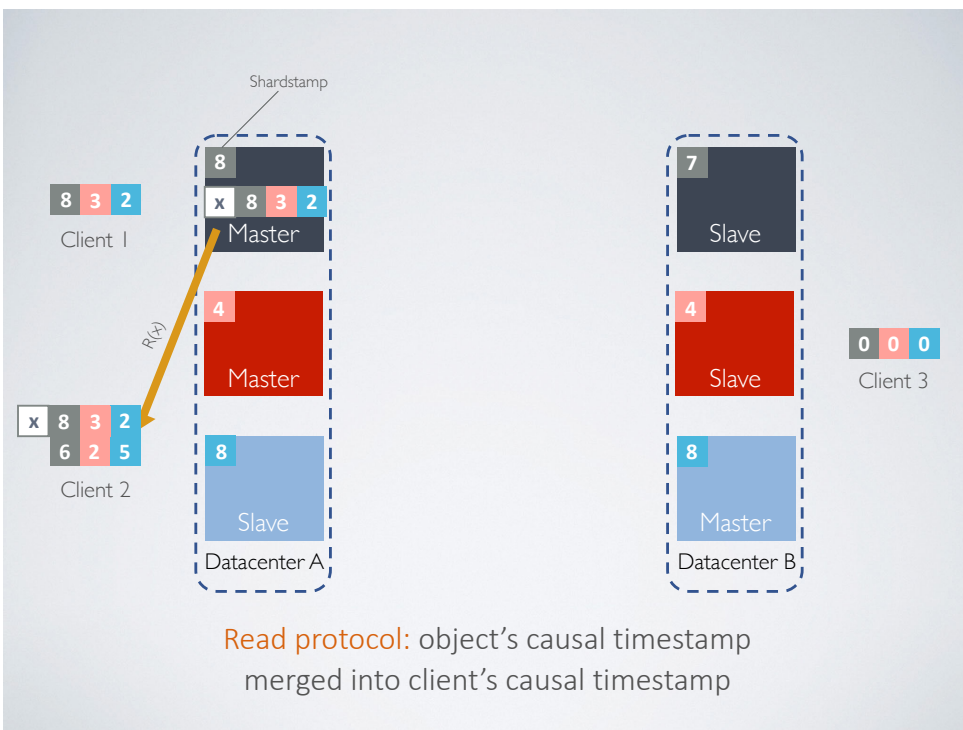 Shardstamp
8
7
x 8 3 2
8 3 2
Client 1
Master
Slave
R(x)
4
4
Master
Slave
0 0 0
Client 3
x 8 3 2
6 2 5
Client 2
8
8
Slave
Master
Datacenter A
Datacenter B
Read protocol: object's causal timestamp
merged into client's causal timestamp